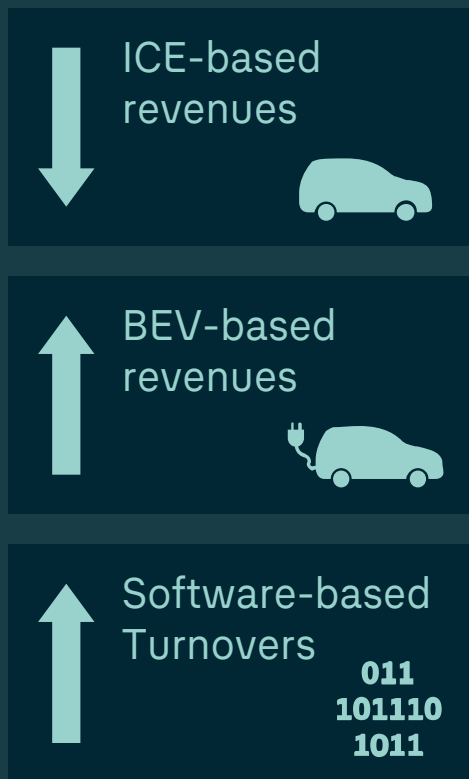 ICE-based
revenues
BEV-based
revenues
Software-based
Turnovers
011
101110
1011